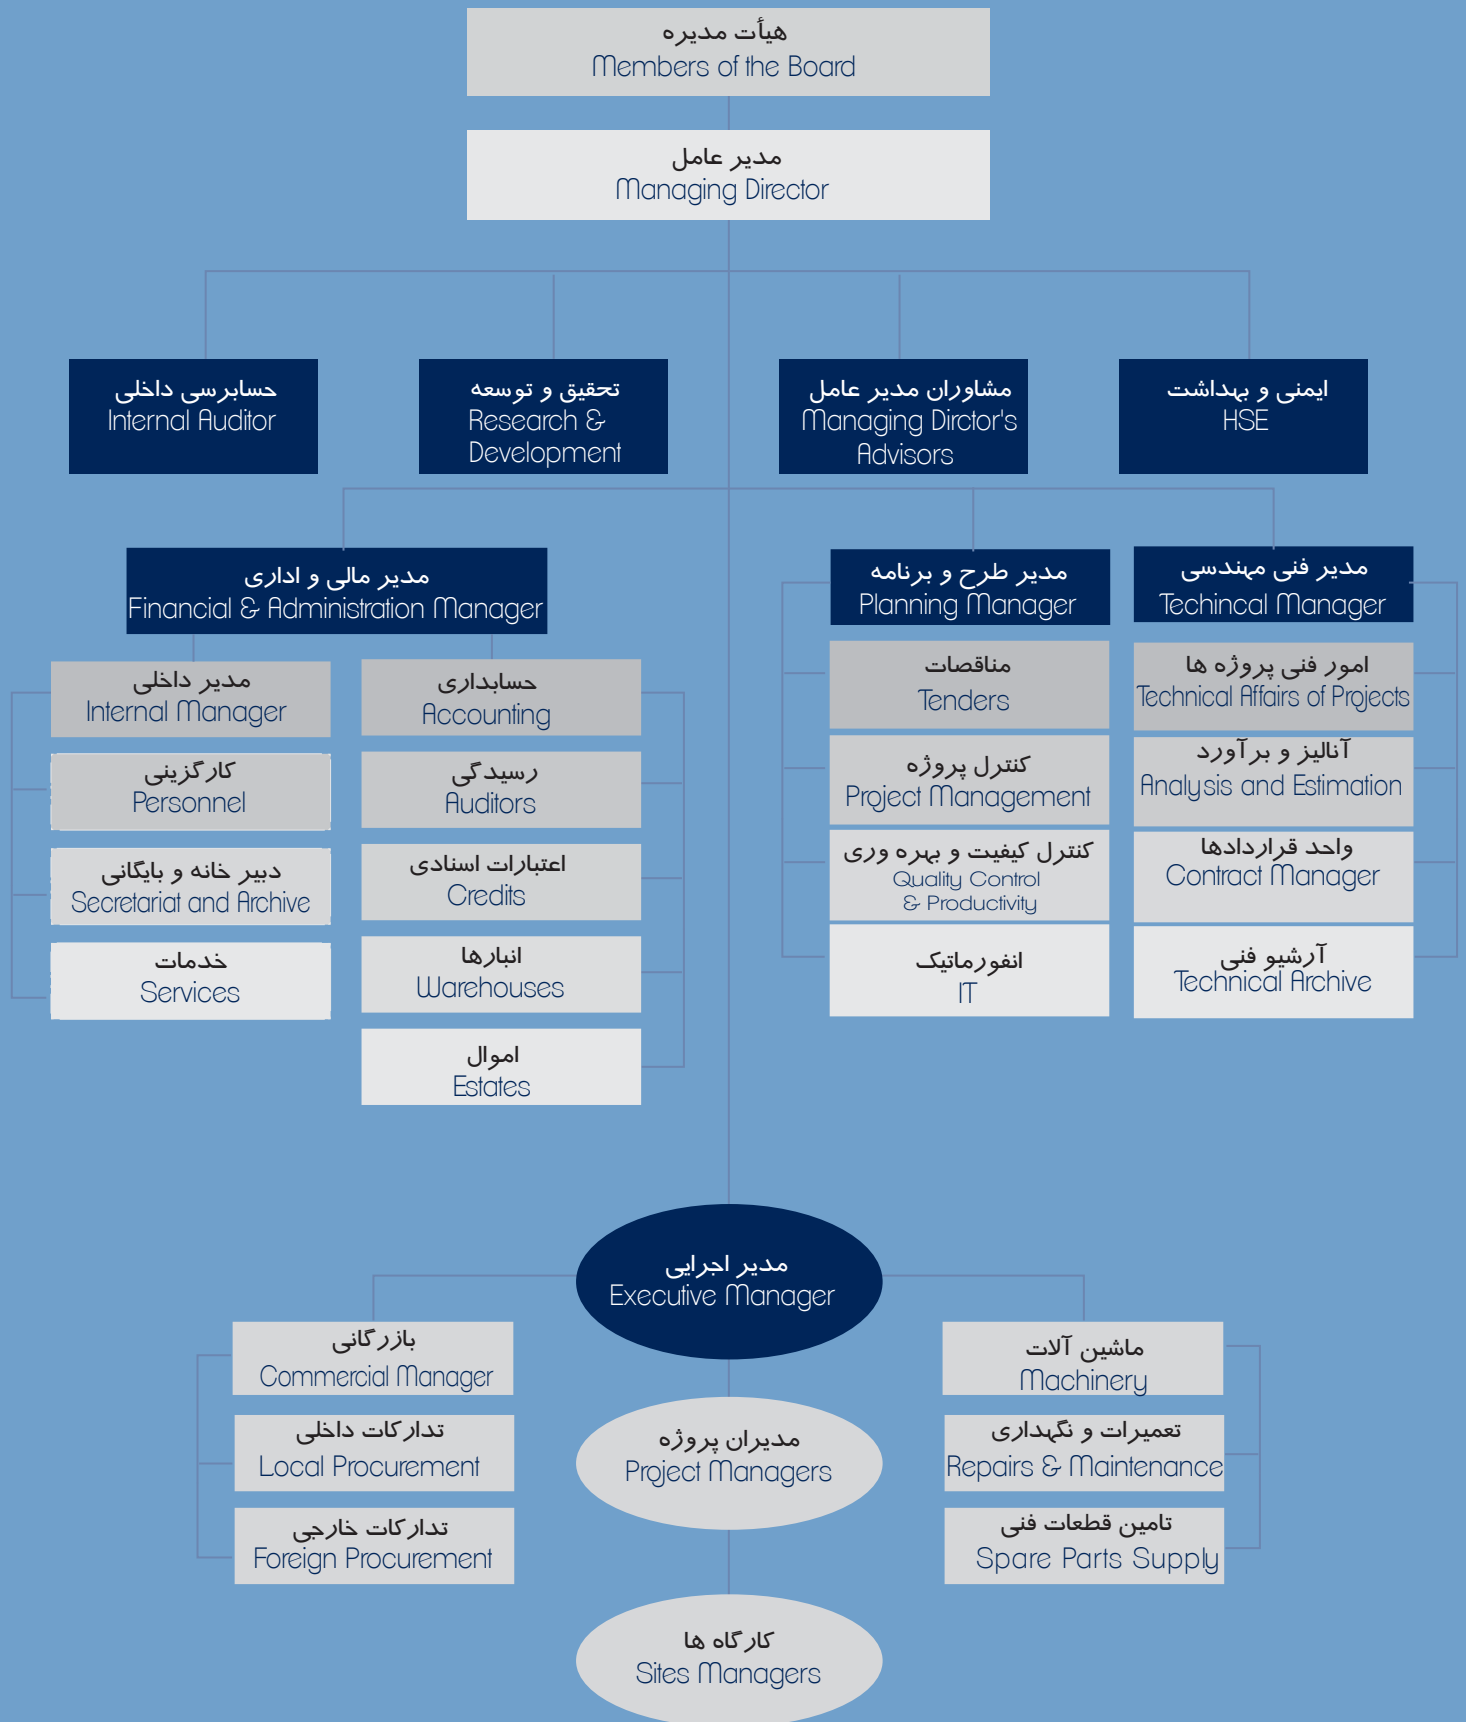 هیأت مدیره
Members of the Board
مدیر عامل
Managing Director
حسابرسی داخلی
Internal Auditor
تحقیق و توسعه
Research &
Development
مشاوران مدیر عامل
Managing Dirctor's
Advisors
ایمنی و بهداشت
HSE
مدیر مالی و اداری
Financial & Administration Manager
مدیر طرح و برنامه
Planning Manager
مدیر فنی مهندسی
Techincal Manager
مدیر داخلی
Internal Manager
کارگزینی
Personnel
دبیر خانه و بایگانی
Secretariat and Archive
خدمات
Services
حسابداری
Accounting
رسیدگی
Auditors
اعتبارات اسنادی
Credits
انبارها
Warehouses
اموال
Estates
مناقصات
Tenders
کنترل پروژه
Project Management
کنترل کیفیت و بهره وری
Quality Control
& Productivity
انفورماتیک
IT
امور فنی پروژه ها
Technical Affairs of Projects
آنالیز و برآورد
Analysis and Estimation
واحد قراردادها
Contract Manager
آرشیو فنی
Technical Archive
مدیر اجرایی
Executive Manager
بازرگانی
Commercial Manager
تدارکات داخلی
Local Procurement
تدارکات خارجی
Foreign Procurement
مدیران پروژه
Project Managers
کارگاه ها
Sites Managers
ماشین آلات
Machinery
تعمیرات و نگهداری
Repairs & Maintenance
تامین قطعات فنی
Spare Parts Supply